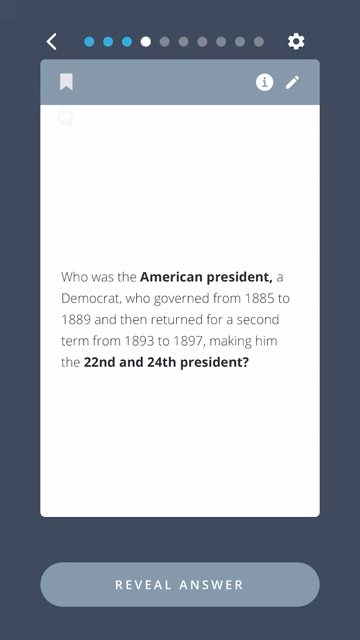 Q
Who was the American president, a
Democrat, who governed from 1885 to
1889 and then returned for a second
term from 1893 to 1897, making him
the 22nd and 24th president?
REVEAL ANSWER